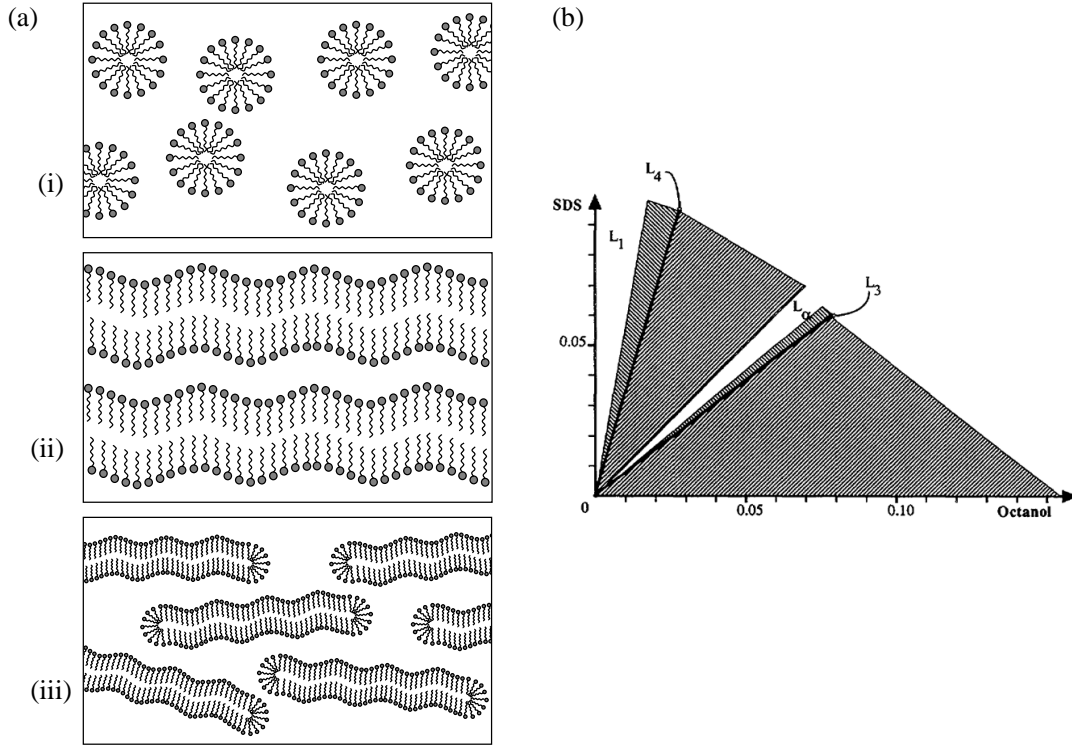 (a)
(i)
(ii)
(iii)
(b)
L4
SDS
L1
L3
Lα
0.05
0
0.05
0.10
Octanol